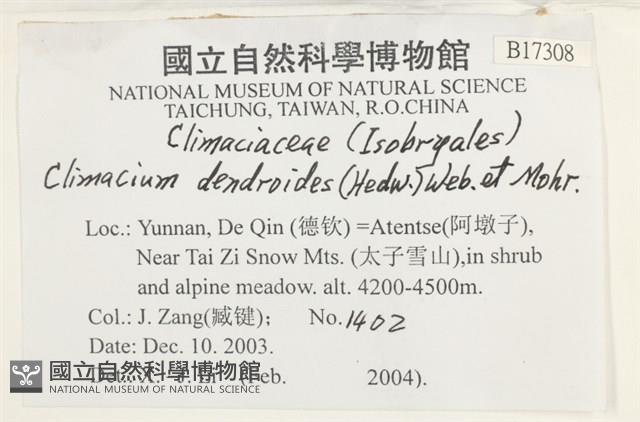 國立自然科學博物館
B17308
NATIONAL MUSEUM OF NATURAL SCIENCE
TAICHUNG, TAIWAN, R.O.CHINA
Climaciaceae (Isobryales)
Climacium dendroides (Hedw.) Web. et Mohr.
Loc.: Yunnan, De Qin (德钦) =Atentse(阿墩子),
Near Tai Zi Snow Mts. (太子雪山),in shrub
and alpine meadow. alt. 4200-4500m.
Col.: J. Zang(臧键); No. 1402
Date: Dec. 10. 2003.
2004).
國立自然科學博物館
NATIONAL MUSEUM OF NATURAL SCIENCE